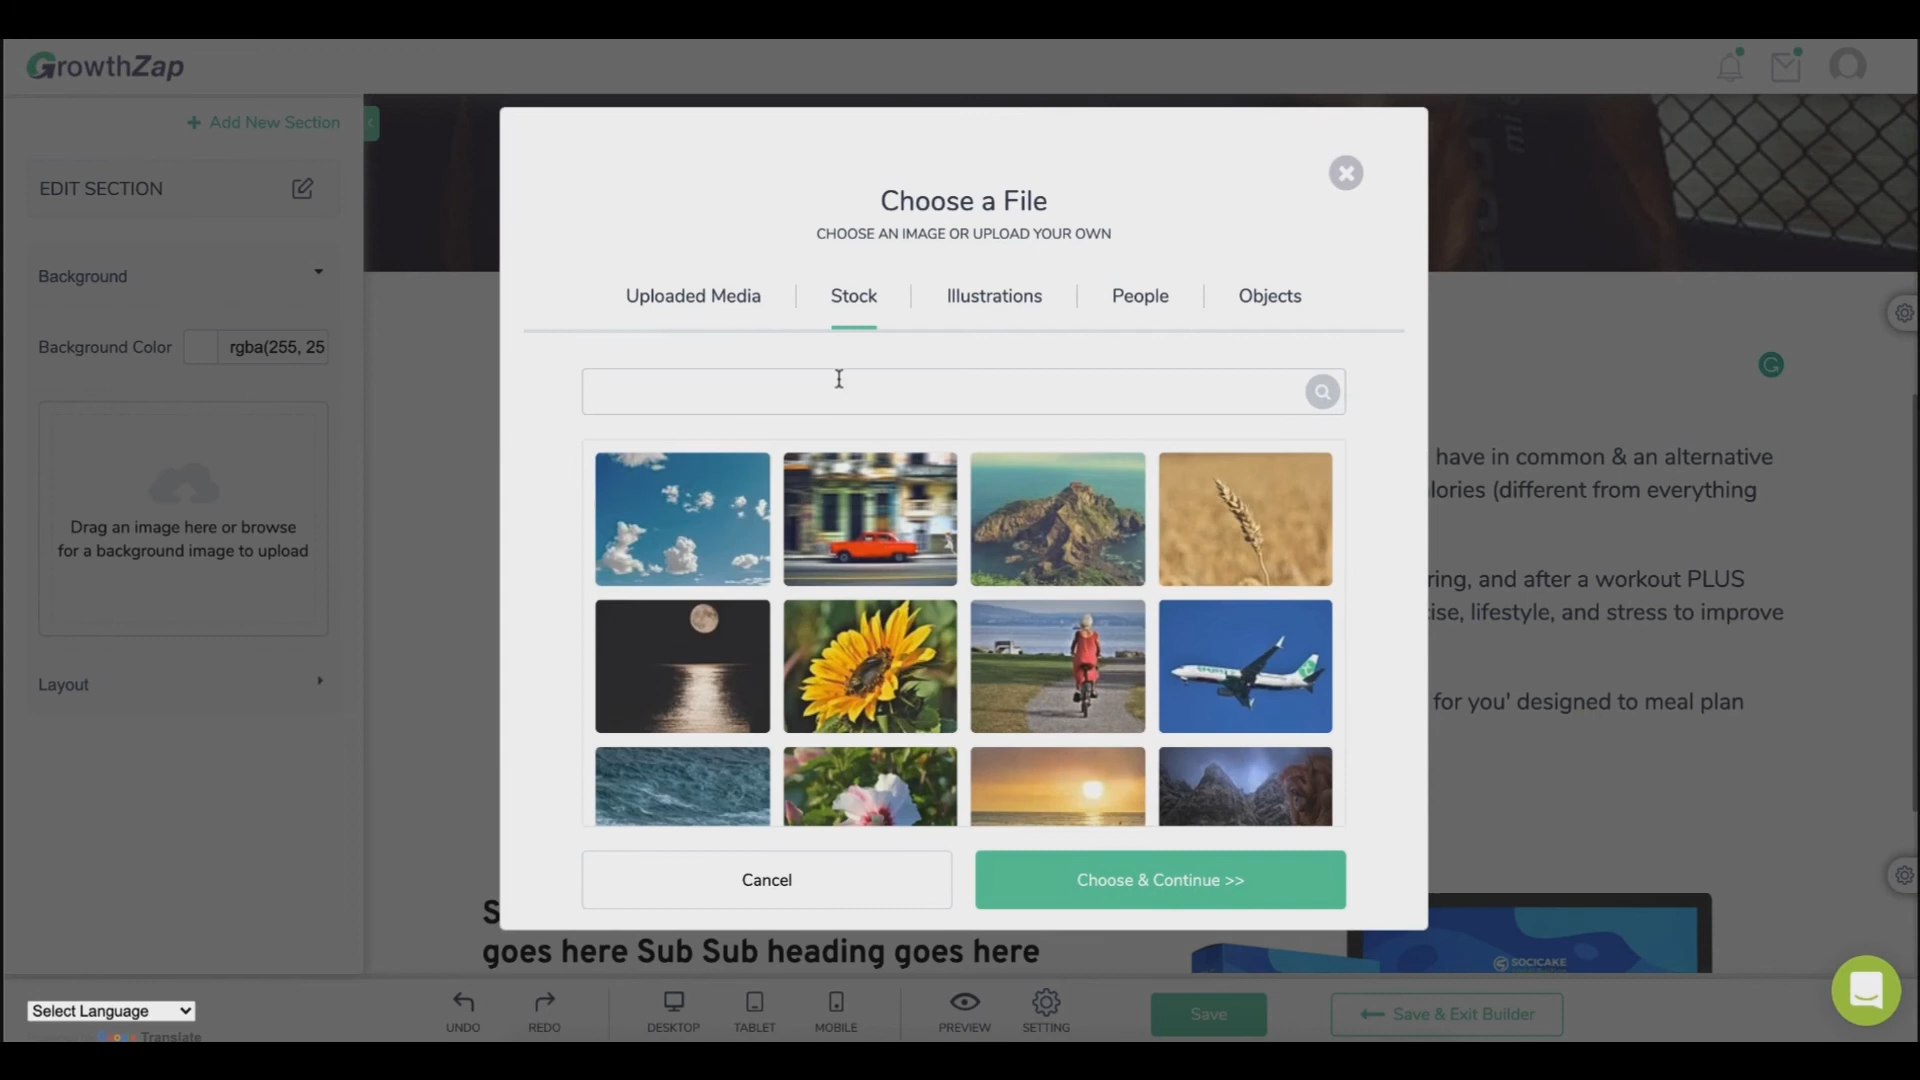 GrowthZap
+ Add New Section
EDIT SECTION
Background
Background Color rgba(255, 25
Drag an image here or browse
for a background image to upload
Layout
Choose a File
CHOOSE AN IMAGE OR UPLOAD YOUR OWN
Uploaded Media Stock Illustrations People Objects
have in common & an alternative
lories (different from everything
ring, and after a workout PLUS
ise, lifestyle, and stress to improve
for you' designed to meal plan
Cancel Choose & Continue >>
S
goes here Sub Sub heading goes here
SOCICAKE
Select Language
Translate
UNDO REDO DESKTOP TABLET MOBILE PREVIEW SETTING Save Save & Exit Builder